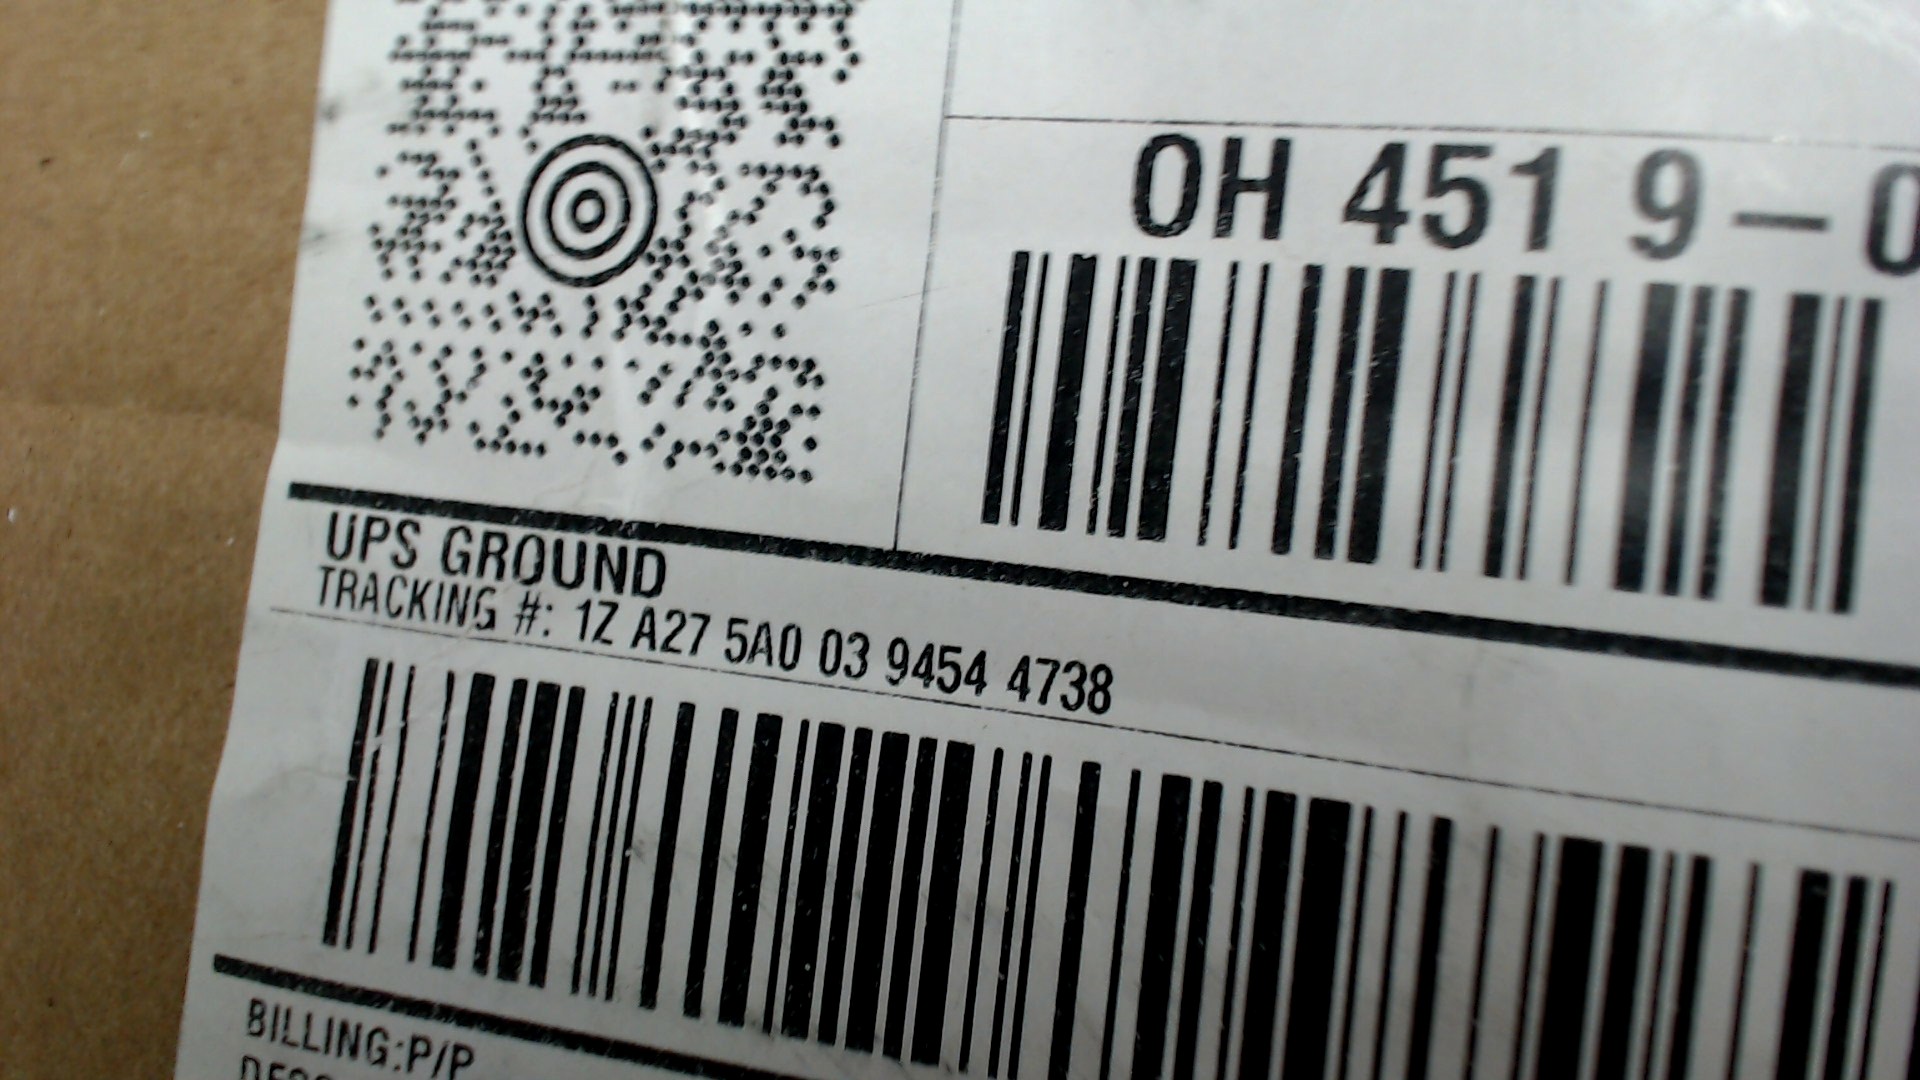 OH 451 9-0
UPS GROUND
TRACKING #: 1Z A27 5A0 03 9454 4738
BILLING:P/P